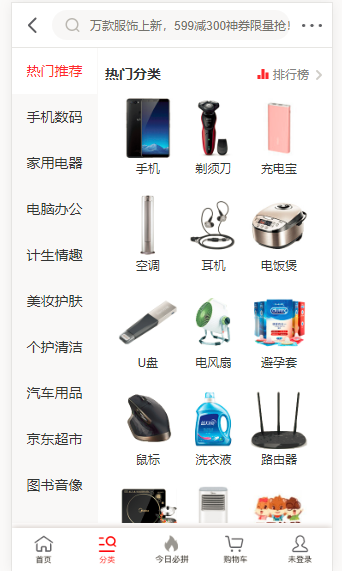 万款服饰上新，599减300神券限量抢！
热门推荐
手机数码
家用电器
电脑办公
计生情趣
美妆护肤
个护清洁
汽车用品
京东超市
图书音像
热门分类
排行榜
手机
剃须刀
充电宝
空调
耳机
电饭煲
U盘
电风扇
避孕套
鼠标
洗衣液
路由器
首页
分类
今日必拼
购物车
未登录